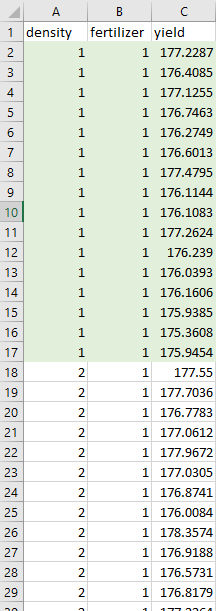 A B C
1 density fertilizer yield
2 1 1 177.2287
3 1 1 176.4085
4 1 1 177.1255
5 1 1 176.7463
6 1 1 176.2749
7 1 1 176.6013
8 1 1 177.4795
9 1 1 176.1144
10 1 1 176.1083
11 1 1 177.2624
12 1 1 176.239
13 1 1 176.0393
14 1 1 176.1606
15 1 1 175.9385
16 1 1 175.3608
17 1 1 175.9454
18 2 1 177.55
19 2 1 177.7036
20 2 1 176.7783
21 2 1 177.0612
22 2 1 177.9672
23 2 1 177.0305
24 2 1 176.8741
25 2 1 176.0084
26 2 1 178.3574
27 2 1 176.9188
28 2 1 176.5731
29 2 1 176.8179